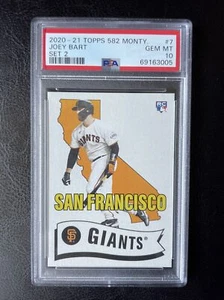 2020 - 21 TOPPS 582 MONTY. #7
JOEY BART GEM MT
SET 2 10
PSA 69163005
RC
SAN FRANCISCO
SF GIANTS